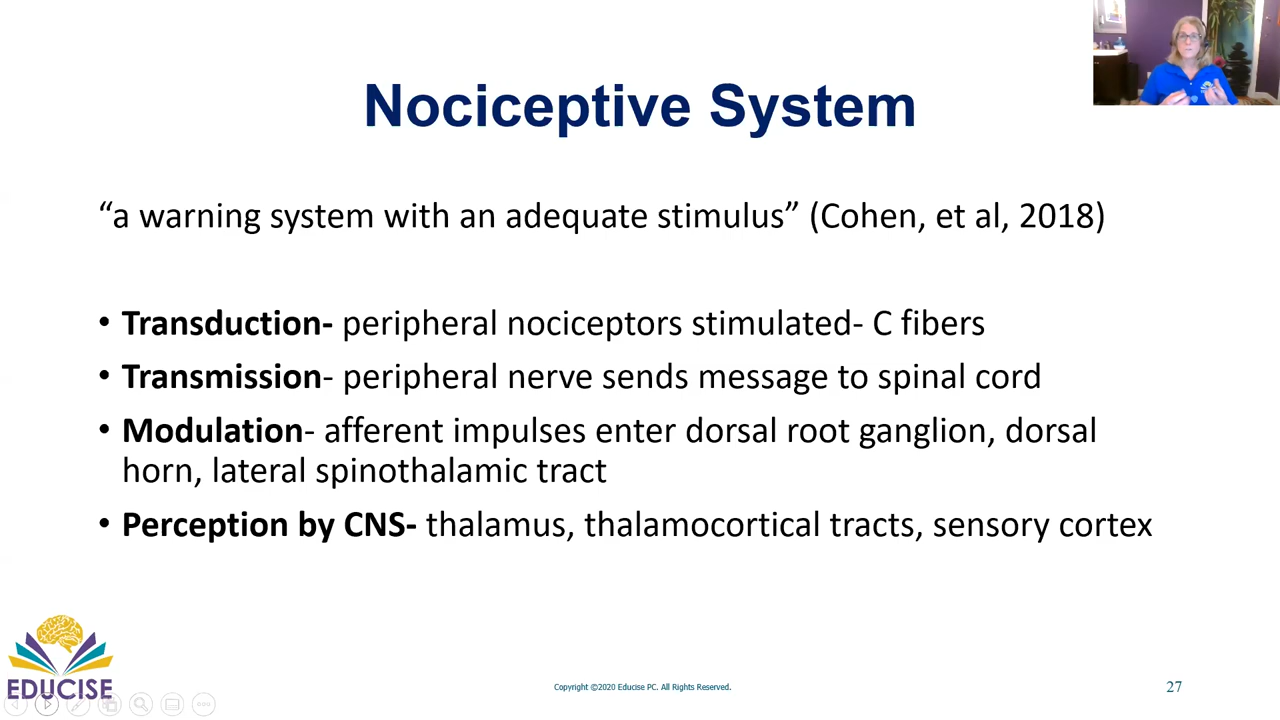 Nociceptive System
“a warning system with an adequate stimulus” (Cohen, et al, 2018)
• Transduction- peripheral nociceptors stimulated- C fibers
• Transmission- peripheral nerve sends message to spinal cord
• Modulation- afferent impulses enter dorsal root ganglion, dorsal
horn, lateral spinothalamic tract
• Perception by CNS- thalamus, thalamocortical tracts, sensory cortex
EDUCISE
Copyright ©2020 Educise PC. All Rights Reserved.
27